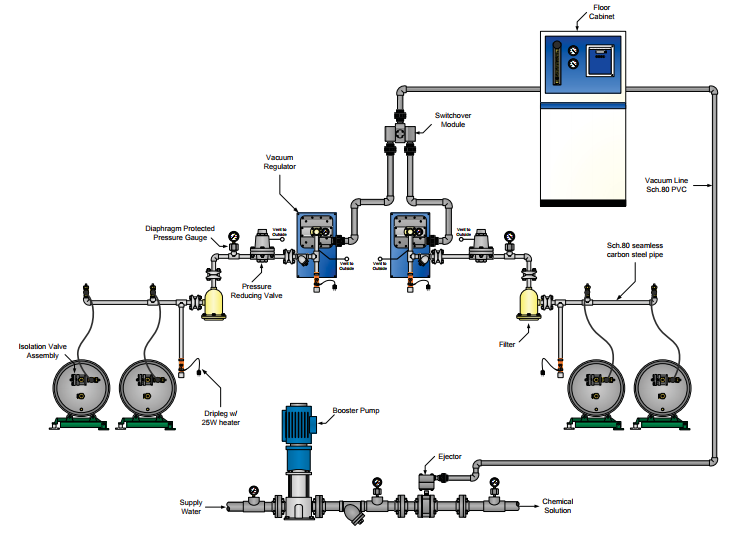 Floor
Cabinet
Switchover
Module
Vacuum
Regulator
Vacuum Line
Sch.80 PVC
Diaphragm Protected
Pressure Gauge
Vent to
Outside
Vent to
Outside
Vent to
Outside
Vent to
Outside
Sch.80 seamless
carbon steel pipe
Pressure
Reducing Valve
Isolation Valve
Assembly
Filter
Dripleg w/
25W heater
Booster Pump
Ejector
Supply
Water
Chemical
Solution